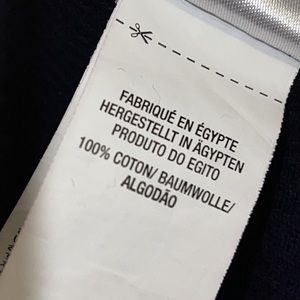 FABRIQUÉ EN ÉGYPTE
HERGESTELLT IN ÄGYPTEN
PRODUTO DO EGITO
100% COTON/ BAUMWOLLE/
ALGODÃO